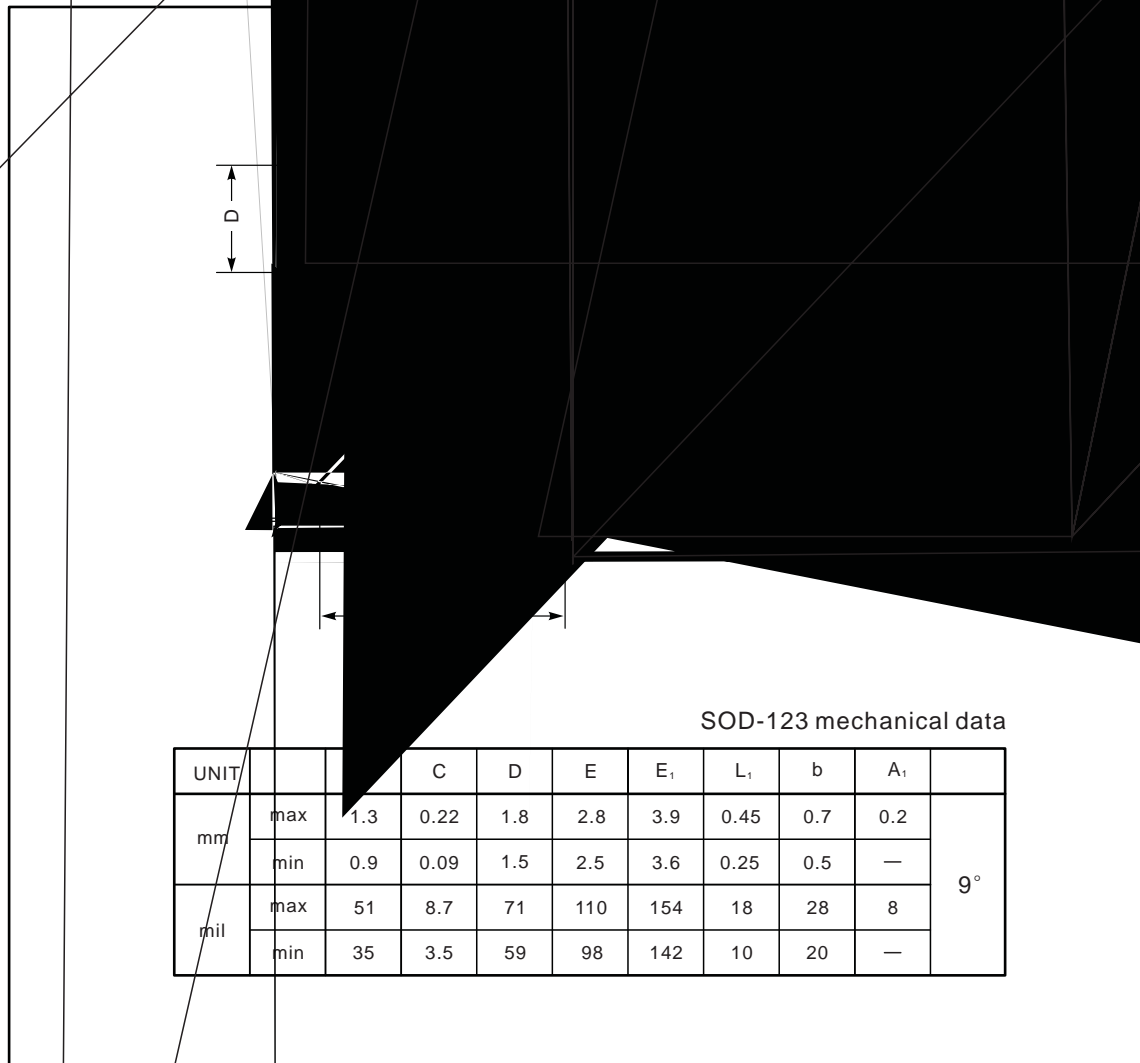 D
SOD-123 mechanical data
UNIT C D E E₁ L₁ b A₁
mm max 1.3 0.22 1.8 2.8 3.9 0.45 0.7 0.2
min 0.9 0.09 1.5 2.5 3.6 0.25 0.5 —
9°
mil max 51 8.7 71 110 154 18 28 8
min 35 3.5 59 98 142 10 20 —